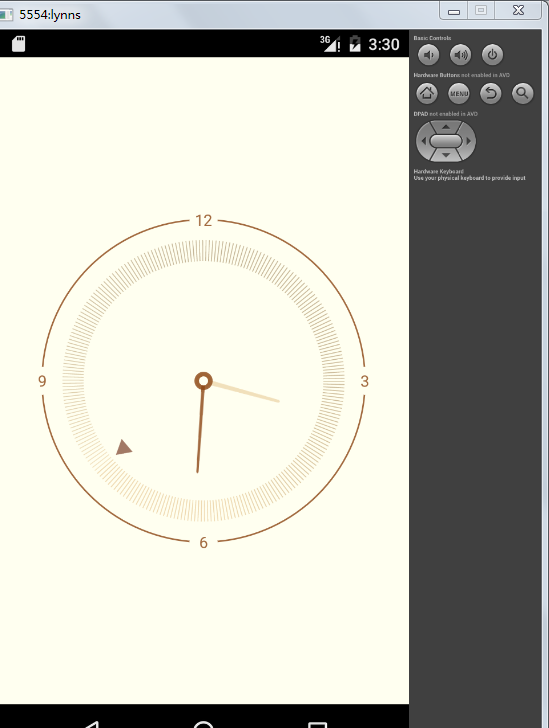 5554:lynns
3G
3:30
Basic Controls
Hardware Buttons not enabled in AVD
MENU
DPAD not enabled in AVD
Hardware Keyboard
Use your physical keyboard to provide input
12
9
3
6